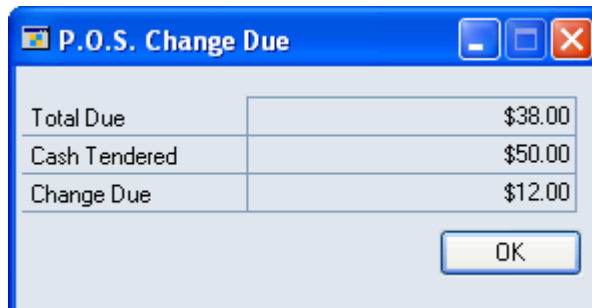 P.O.S. Change Due
Total Due $38.00
Cash Tendered $50.00
Change Due $12.00
OK